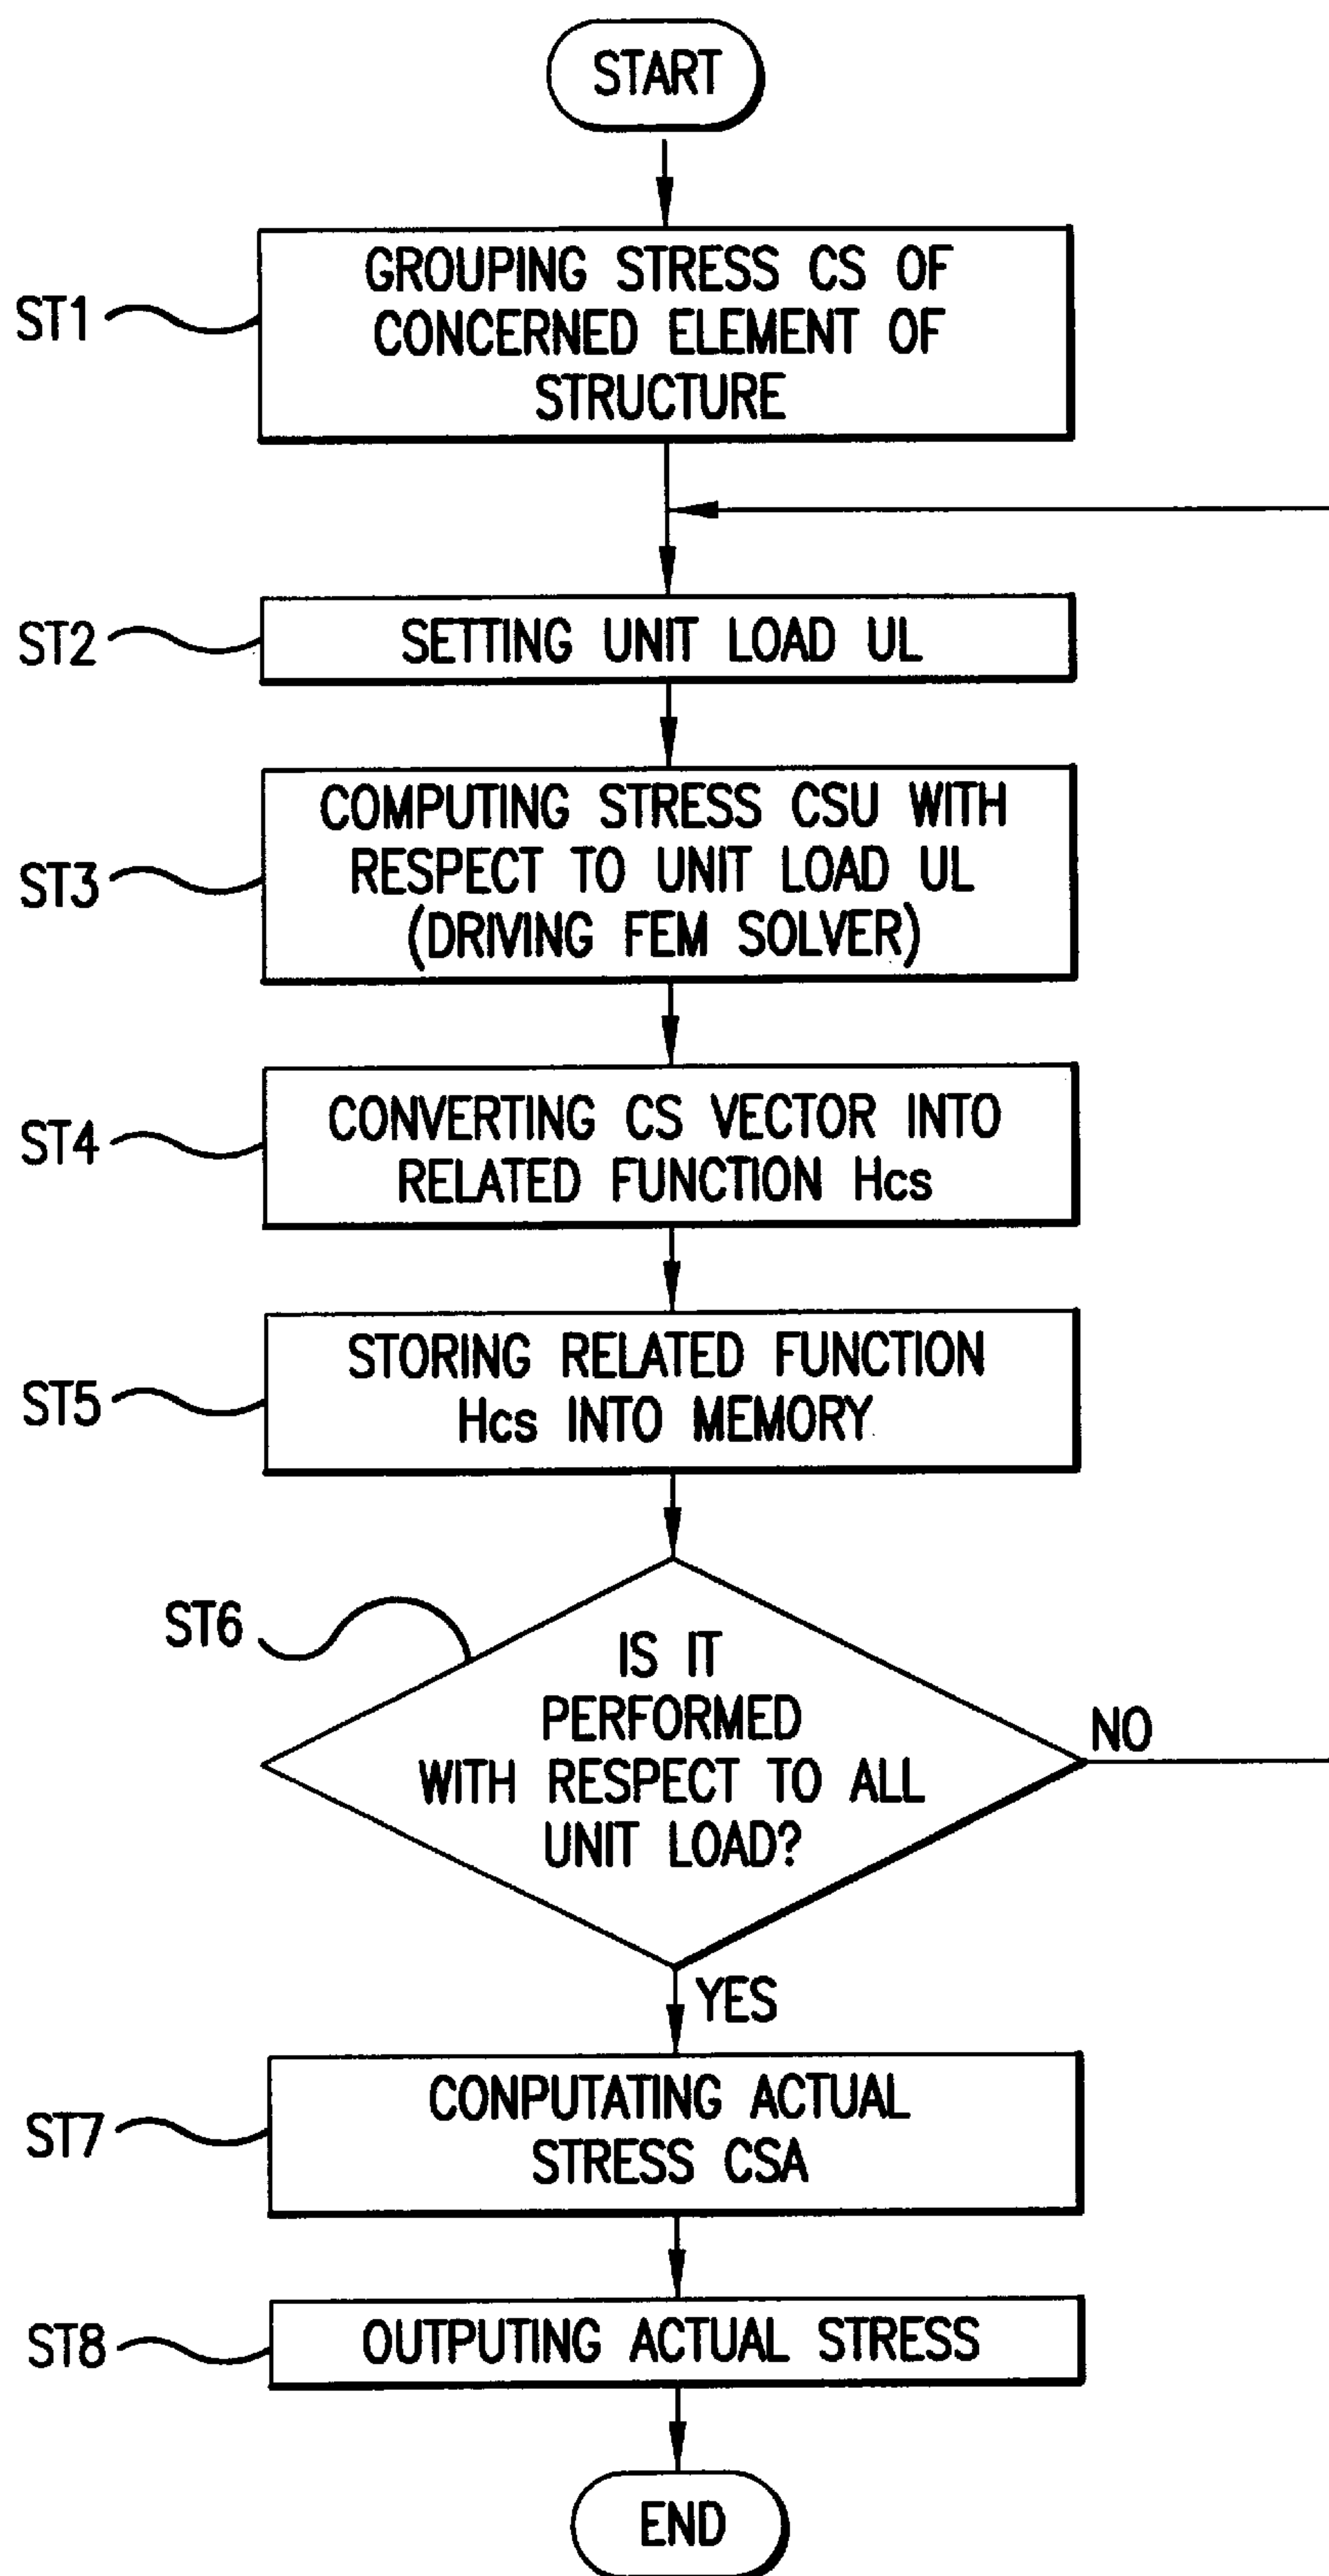 START
ST1
GROUPING STRESS CS OF
CONCERNED ELEMENT OF
STRUCTURE
ST2
SETTING UNIT LOAD UL
ST3
COMPUTING STRESS CSU WITH
RESPECT TO UNIT LOAD UL
(DRIVING FEM SOLVER)
ST4
CONVERTING CS VECTOR INTO
RELATED FUNCTION Hcs
ST5
STORING RELATED FUNCTION
Hcs INTO MEMORY
ST6
IS IT
PERFORMED
WITH RESPECT TO ALL
UNIT LOAD?
NO
YES
ST7
CONPUTATING ACTUAL
STRESS CSA
ST8
OUTPUTING ACTUAL STRESS
END